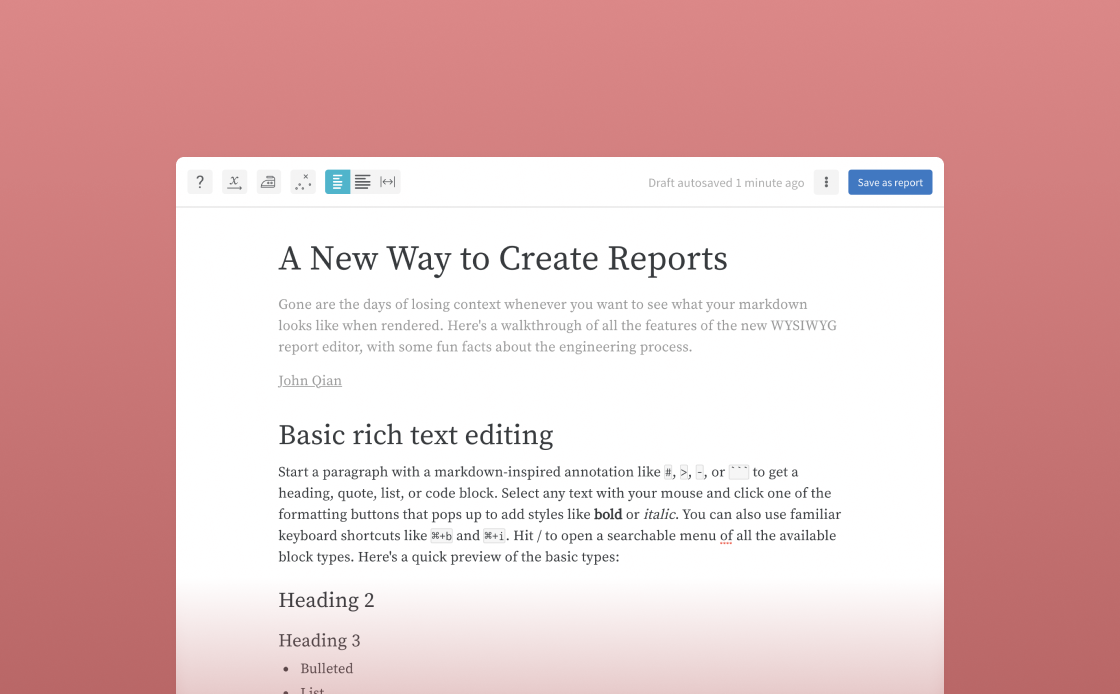 ?
x
Draft autosaved 1 minute ago
Save as report
A New Way to Create Reports
Gone are the days of losing context whenever you want to see what your markdown
looks like when rendered. Here's a walkthrough of all the features of the new WYSIWYG
report editor, with some fun facts about the engineering process.
John Qian
Basic rich text editing
Start a paragraph with a markdown-inspired annotation like #, >, -, or ``` to get a
heading, quote, list, or code block. Select any text with your mouse and click one of the
formatting buttons that pops up to add styles like bold or italic. You can also use familiar
keyboard shortcuts like ⌘+b and ⌘+i. Hit / to open a searchable menu of all the available
block types. Here's a quick preview of the basic types:
Heading 2
Heading 3
• Bulleted
• List